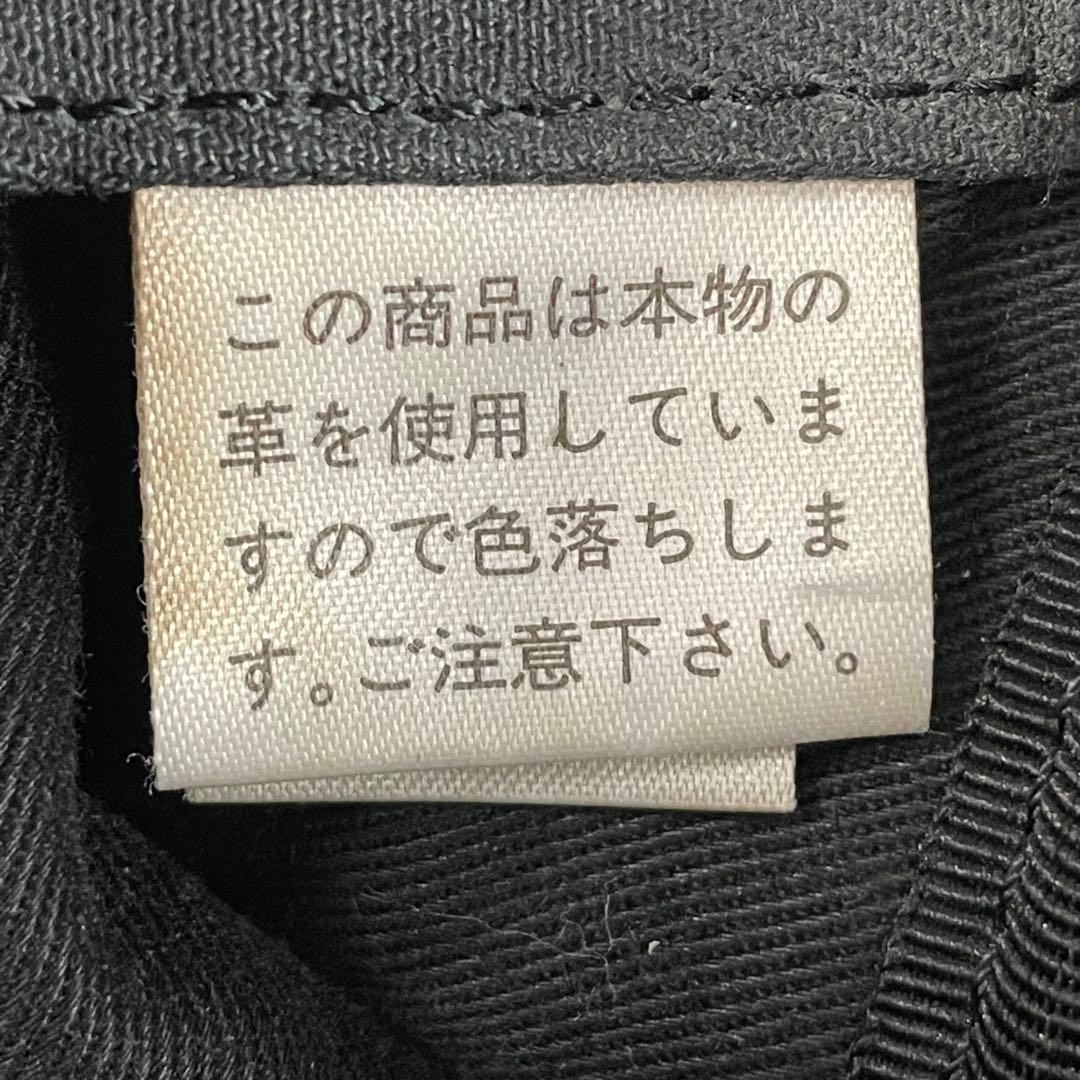 この商品は本物の
革を使用していま
すので色落ちしま
す。ご注意下さい。